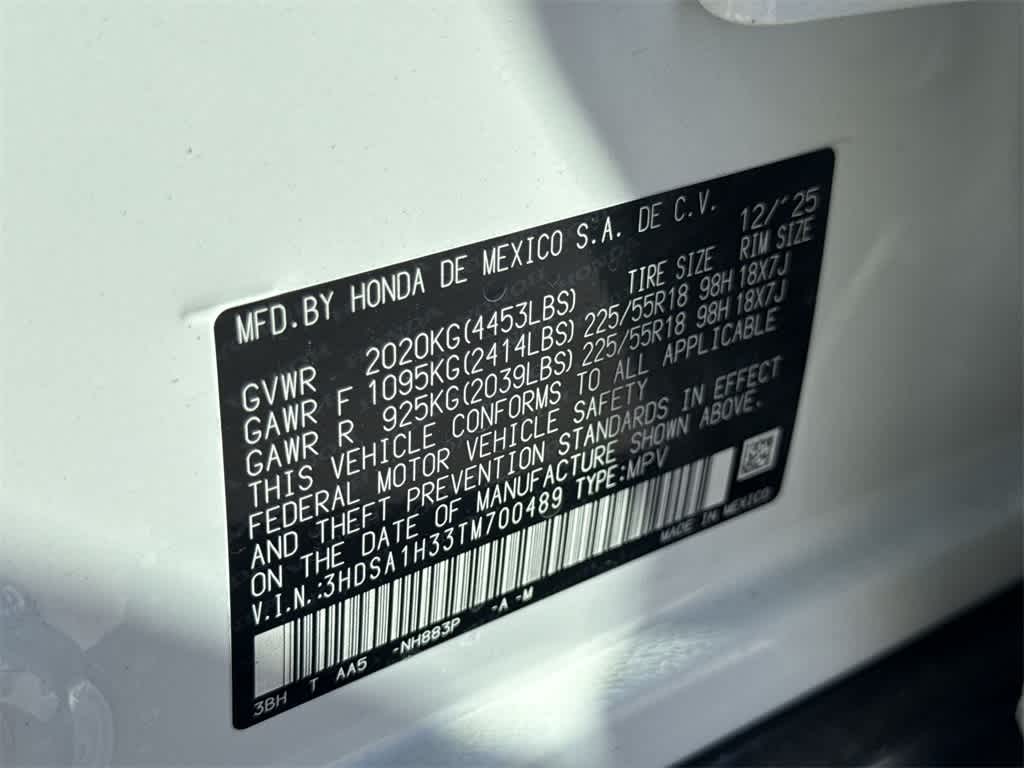 MFD.BY HONDA DE MEXICO S.A. DE C.V. 12/'25
TIRE SIZE RIM SIZE
GVWR 2020KG(4453LBS)
GAWR F 1095KG(2414LBS) 225/55R18 98H 18X7J
GAWR R 925KG(2039LBS) 225/55R18 98H 18X7J
THIS VEHICLE CONFORMS TO ALL APPLICABLE
FEDERAL MOTOR VEHICLE SAFETY
AND THEFT PREVENTION STANDARDS IN EFFECT
ON THE DATE OF MANUFACTURE SHOWN ABOVE.
V.I.N.:3HDSA1H33TM700489 TYPE:MPV
MADE IN MEXICO
3BH T AA5 -NH883P -A -M